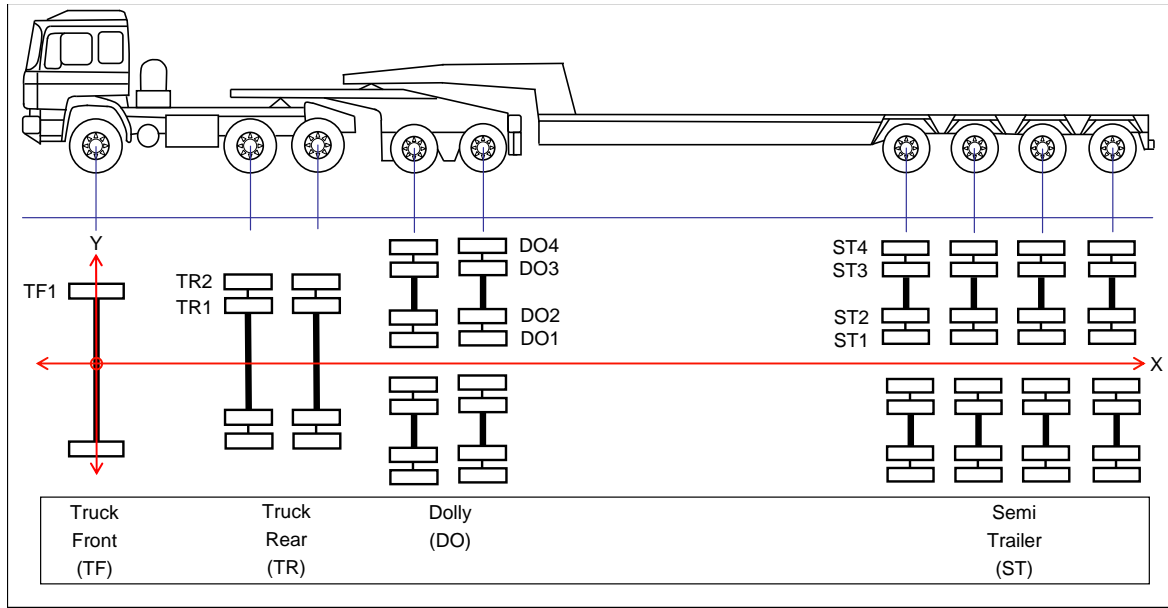 Y
DO4
DO3
DO2
DO1
ST4
ST3
ST2
ST1
TF1
TR2
TR1
X
Truck
Front
(TF)
Truck
Rear
(TR)
Dolly
(DO)
Semi
Trailer
(ST)